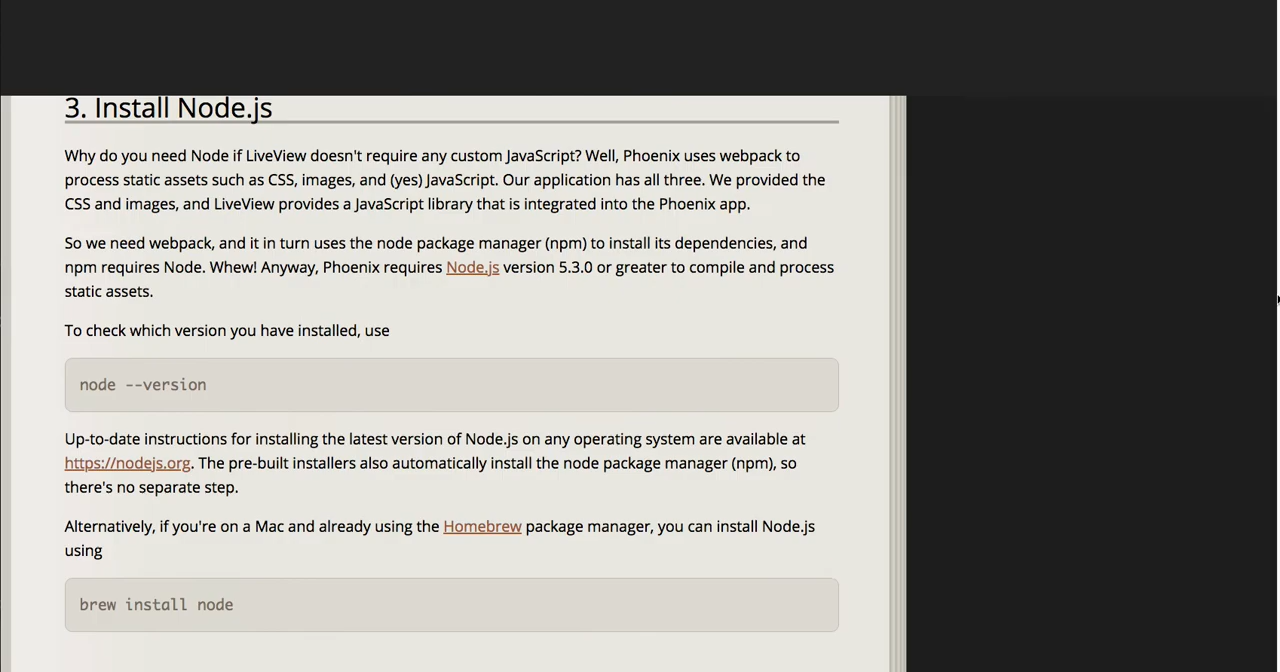 3. Install Node.js
Why do you need Node if LiveView doesn't require any custom JavaScript? Well, Phoenix uses webpack to
process static assets such as CSS, images, and (yes) JavaScript. Our application has all three. We provided the
CSS and images, and LiveView provides a JavaScript library that is integrated into the Phoenix app.
So we need webpack, and it in turn uses the node package manager (npm) to install its dependencies, and
npm requires Node. Whew! Anyway, Phoenix requires Node.js version 5.3.0 or greater to compile and process
static assets.
To check which version you have installed, use
node --version
Up-to-date instructions for installing the latest version of Node.js on any operating system are available at
https://nodejs.org. The pre-built installers also automatically install the node package manager (npm), so
there's no separate step.
Alternatively, if you're on a Mac and already using the Homebrew package manager, you can install Node.js
using
brew install node